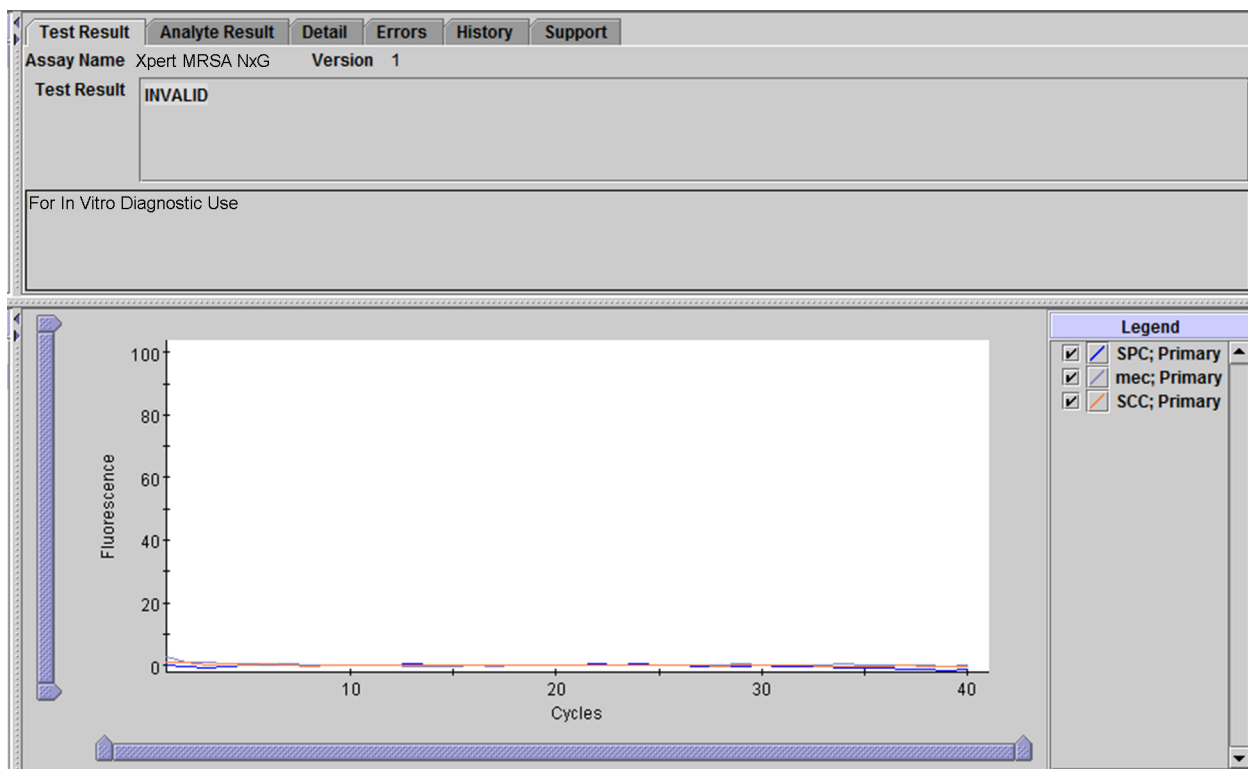 Test Result Analyte Result Detail Errors History Support
Assay Name Xpert MRSA NxG Version 1
Test Result INVALID
For In Vitro Diagnostic Use
Legend
SPC; Primary
mec; Primary
SCC; Primary
100
80
60
40
20
0
Fluorescence
10 20 30 40
Cycles